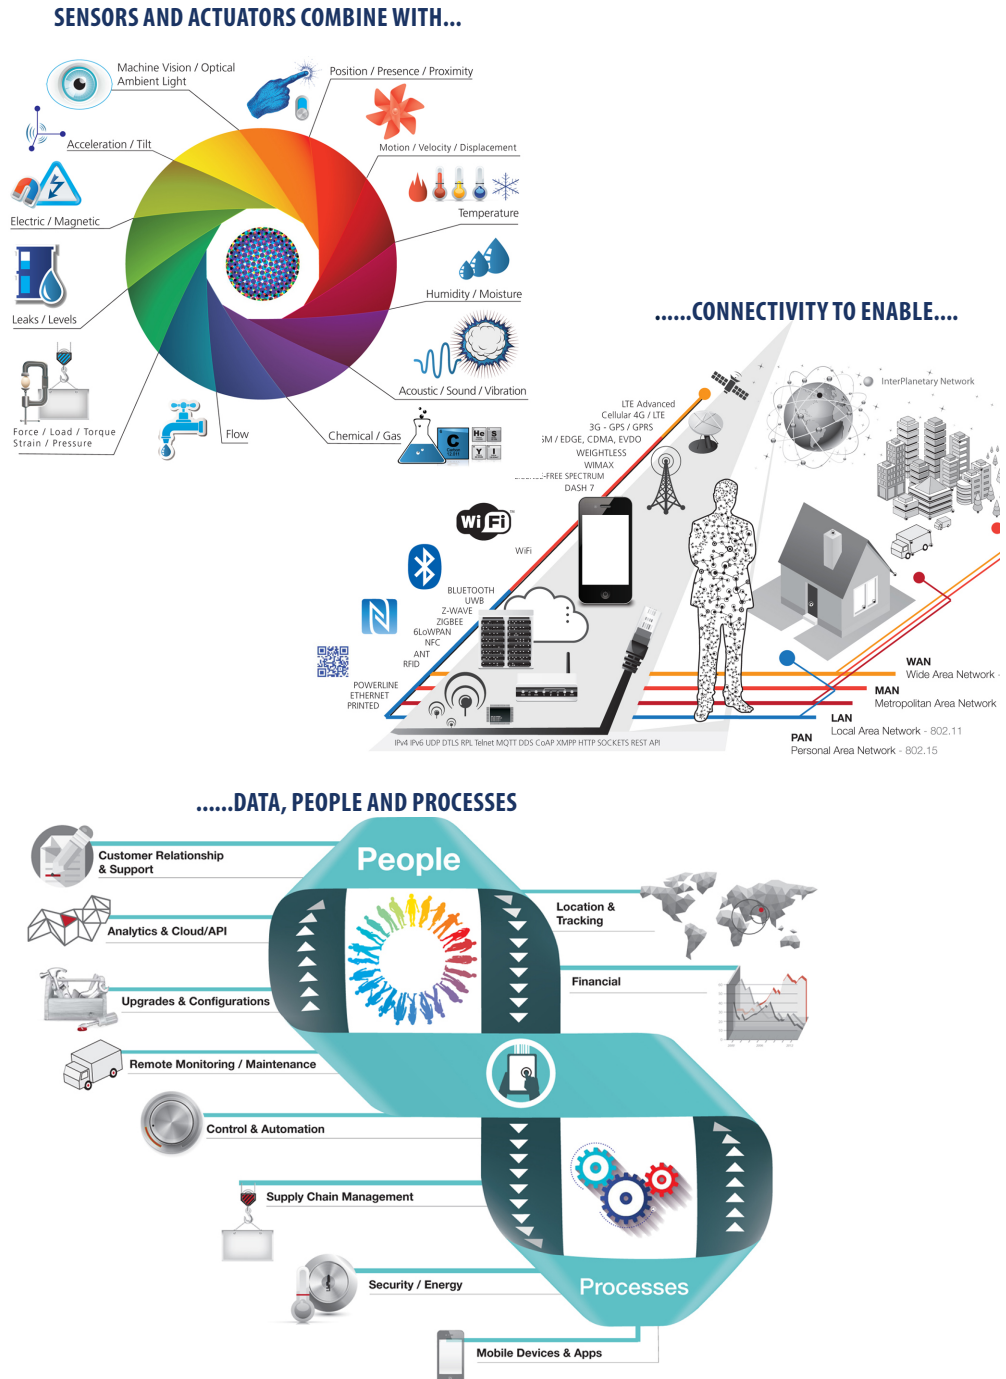 SENSORS AND ACTUATORS COMBINE WITH...
Machine Vision / Optical
Ambient Light
Position / Presence / Proximity
Acceleration / Tilt
Motion / Velocity / Displacement
Electric / Magnetic
Temperature
Leaks / Levels
Humidity / Moisture
Force / Load / Torque
Strain / Pressure
Flow
Chemical / Gas
Acoustic / Sound / Vibration
C
Carbon
He S
Y I
......CONNECTIVITY TO ENABLE....
InterPlanetary Network
LTE Advanced
Cellular 4G / LTE
3G - GPS / GPRS
SM / EDGE, CDMA, EVDO
WEIGHTLESS
WIMAX
-FREE SPECTRUM
DASH 7
WiFi
WiFi
BLUETOOTH
UWB
Z-WAVE
ZIGBEE
6LoWPAN
NFC
ANT
RFID
POWERLINE
ETHERNET
PRINTED
IPv4 IPv6 UDP DTLS RPL Telnet MQTT DDS CoAP XMPP HTTP SOCKETS REST API
WAN
Wide Area Network -
MAN
Metropolitan Area Network
LAN
Local Area Network - 802.11
PAN
Personal Area Network - 802.15
......DATA, PEOPLE AND PROCESSES
People
Customer Relationship
& Support
Analytics & Cloud/API
Upgrades & Configurations
Remote Monitoring / Maintenance
Control & Automation
Supply Chain Management
Security / Energy
Mobile Devices & Apps
Location &
Tracking
Financial
Processes